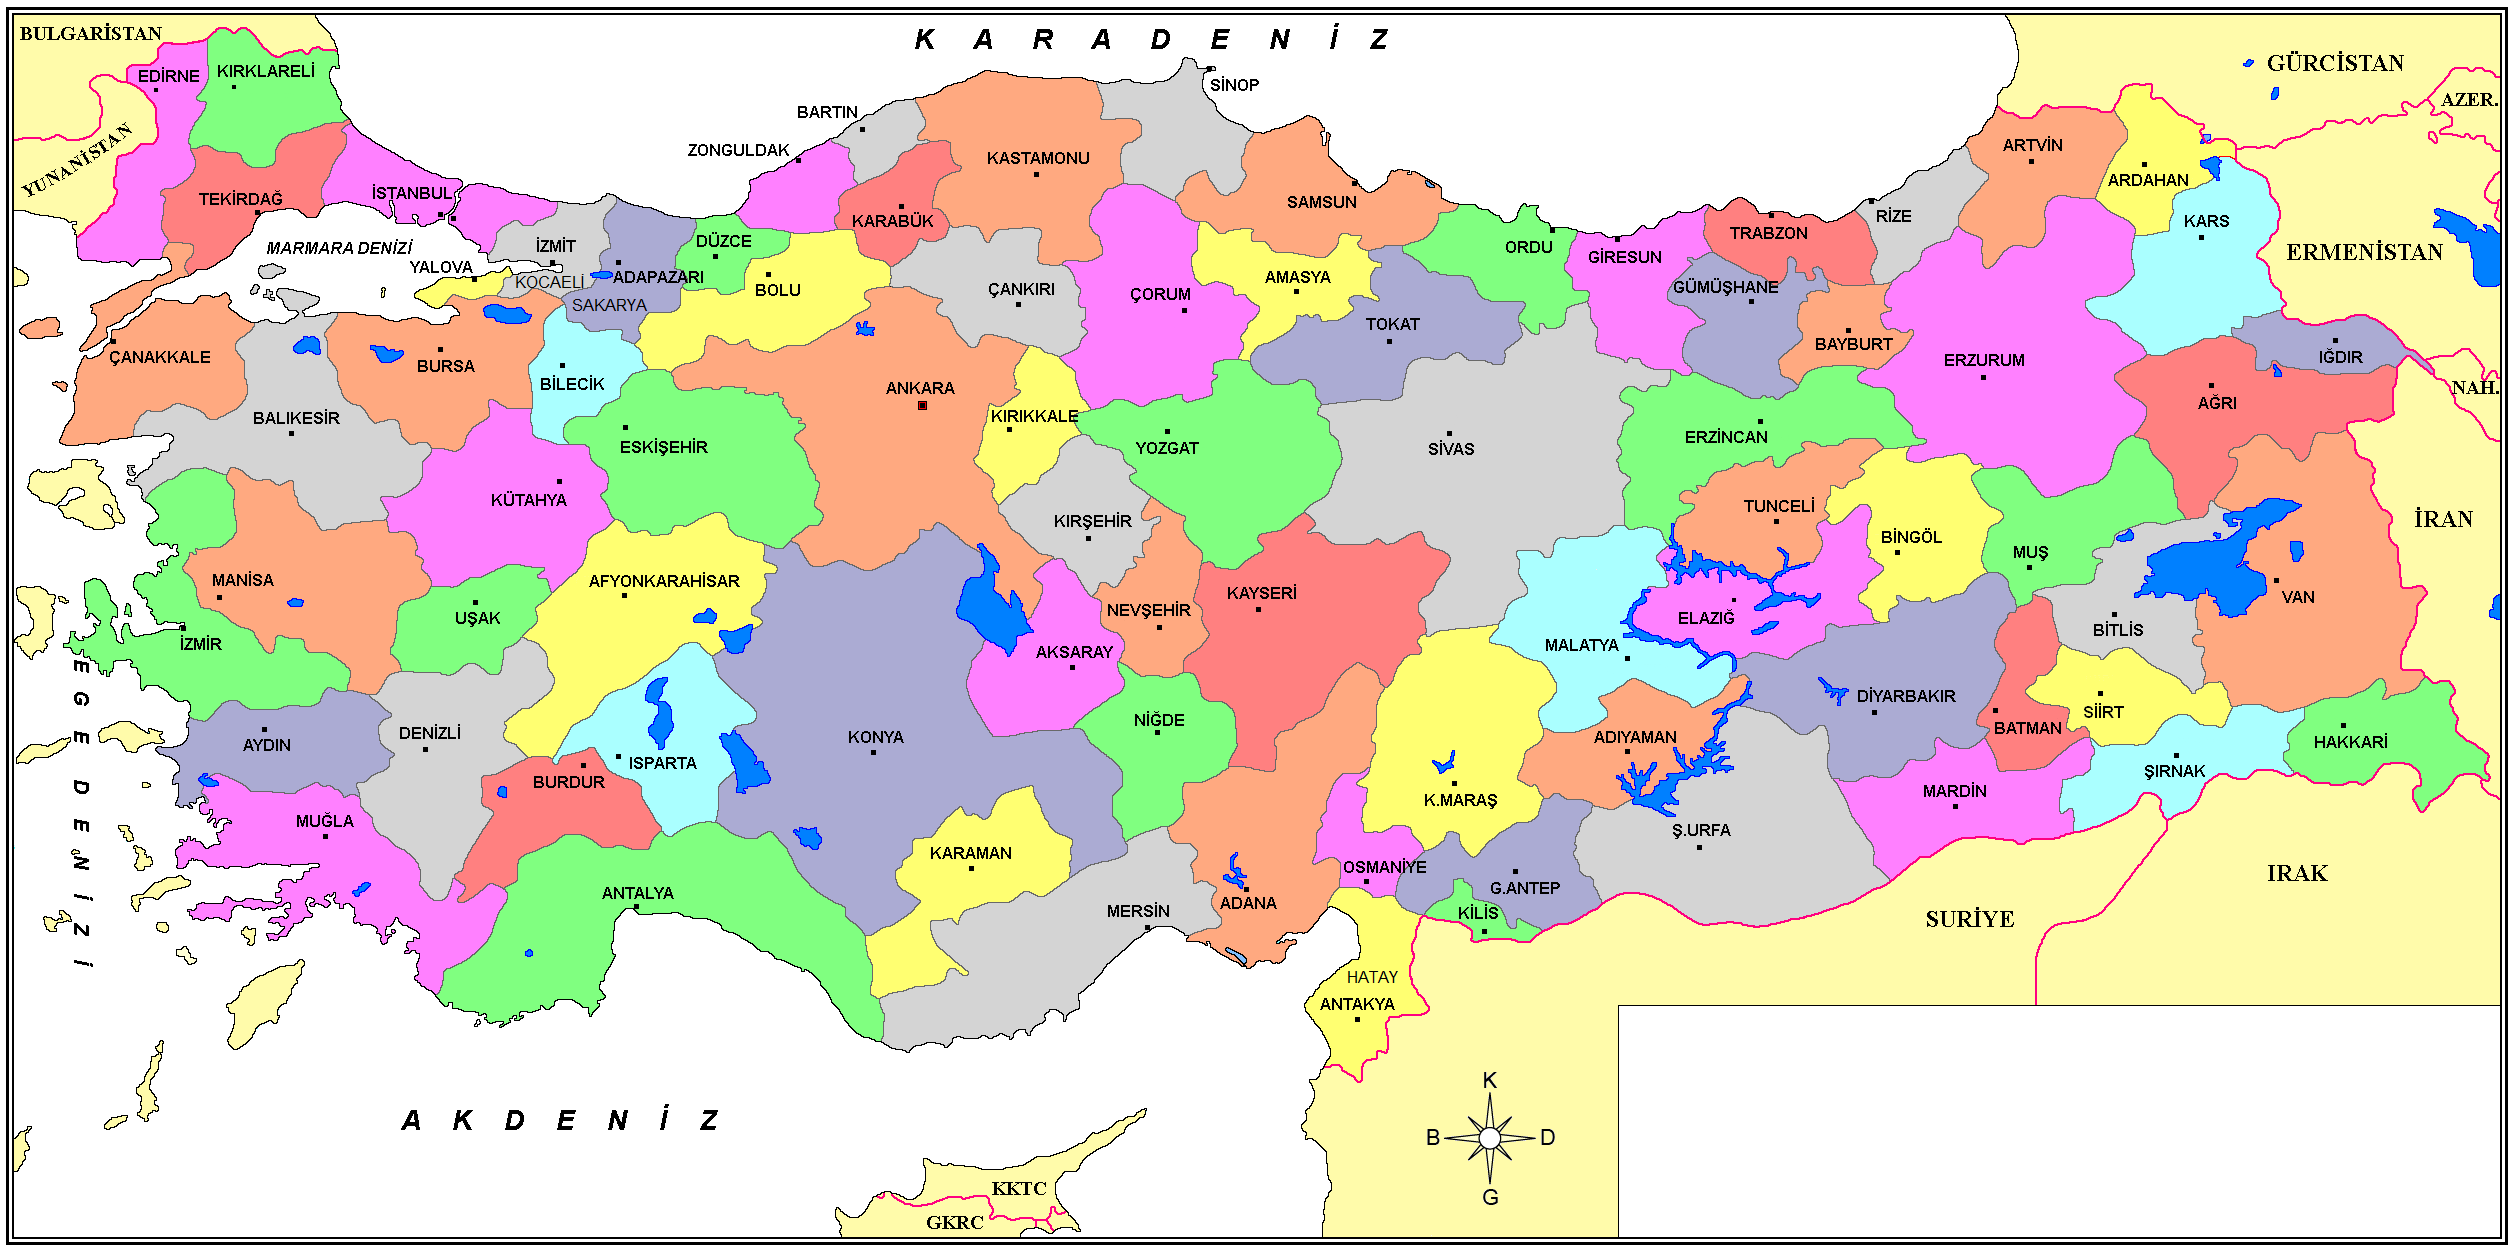 K A R A D E N İ Z
BULGARİSTAN
EDİRNE
KIRKLARELİ
GÜRCİSTAN
SİNOP
AZER.
BARTIN
YUNANİSTAN
ZONGULDAK
KASTAMONU
ARTVİN
ARDAHAN
TEKİRDAĞ
İSTANBUL
SAMSUN
KARABÜK
RİZE
KARS
MARMARA DENİZİ
İZMİT
DÜZCE
ORDU
GİRESUN
TRABZON
ERMENİSTAN
YALOVA
KOCAELİ
ADAPAZARI
BOLU
ÇANKIRI
ÇORUM
AMASYA
GÜMÜŞHANE
SAKARYA
TOKAT
BAYBURT
ÇANAKKALE
BURSA
BİLECİK
ANKARA
ERZURUM
IĞDIR
NAH.
BALIKESİR
KIRIKKALE
AĞRI
ESKİŞEHİR
YOZGAT
SİVAS
ERZİNCAN
KÜTAHYA
KIRŞEHİR
TUNCELİ
BİNGÖL
MUŞ
İRAN
MANİSA
AFYONKARAHİSAR
UŞAK
NEVŞEHİR
KAYSERİ
ELAZIĞ
VAN
İZMİR
AKSARAY
MALATYA
BİTLİS
E G E D E N İ Z İ
AYDIN
DENİZLİ
KONYA
NİĞDE
DİYARBAKIR
SİİRT
BATMAN
ISPARTA
ADIYAMAN
HAKKARİ
BURDUR
K.MARAŞ
ŞIRNAK
MARDİN
MUĞLA
Ş.URFA
KARAMAN
OSMANİYE
IRAK
ANTALYA
MERSİN
ADANA
G.ANTEP
KİLİS
SURİYE
HATAY
ANTAKYA
A K D E N İ Z
K
B D
G
KKTC
GKRC